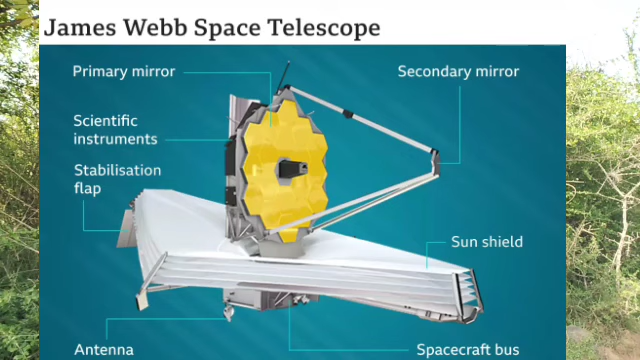 James Webb Space Telescope
Primary mirror
Secondary mirror
Scientific
instruments
Stabilisation
flap
Sun shield
Antenna
Spacecraft bus